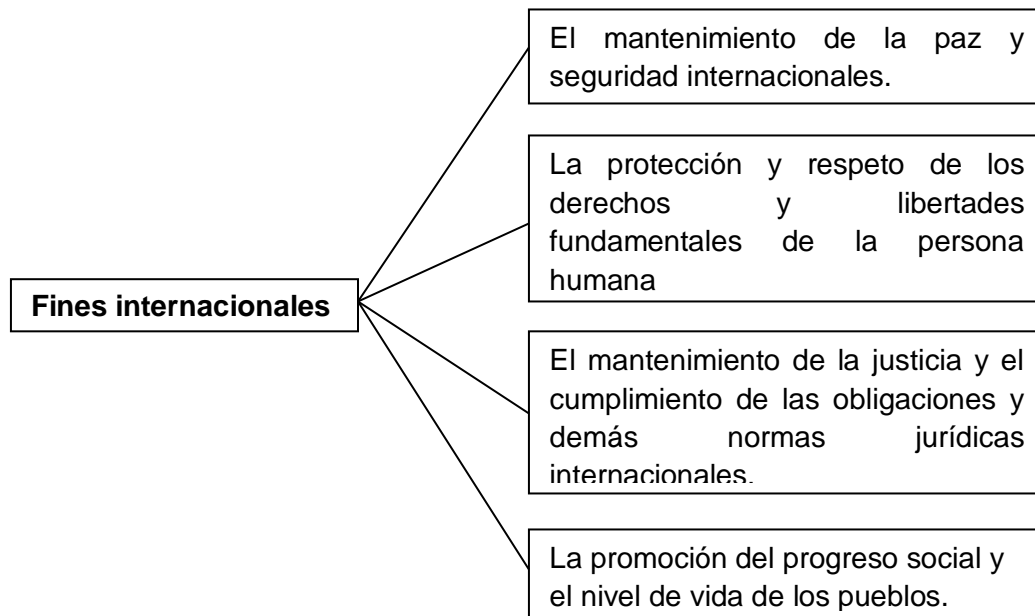 El mantenimiento de la paz y
seguridad internacionales.
La protección y respeto de los
derechos y libertades
fundamentales de la persona
humana
Fines internacionales
El mantenimiento de la justicia y el
cumplimiento de las obligaciones y
demás normas jurídicas
internacionales.
La promoción del progreso social y
el nivel de vida de los pueblos.